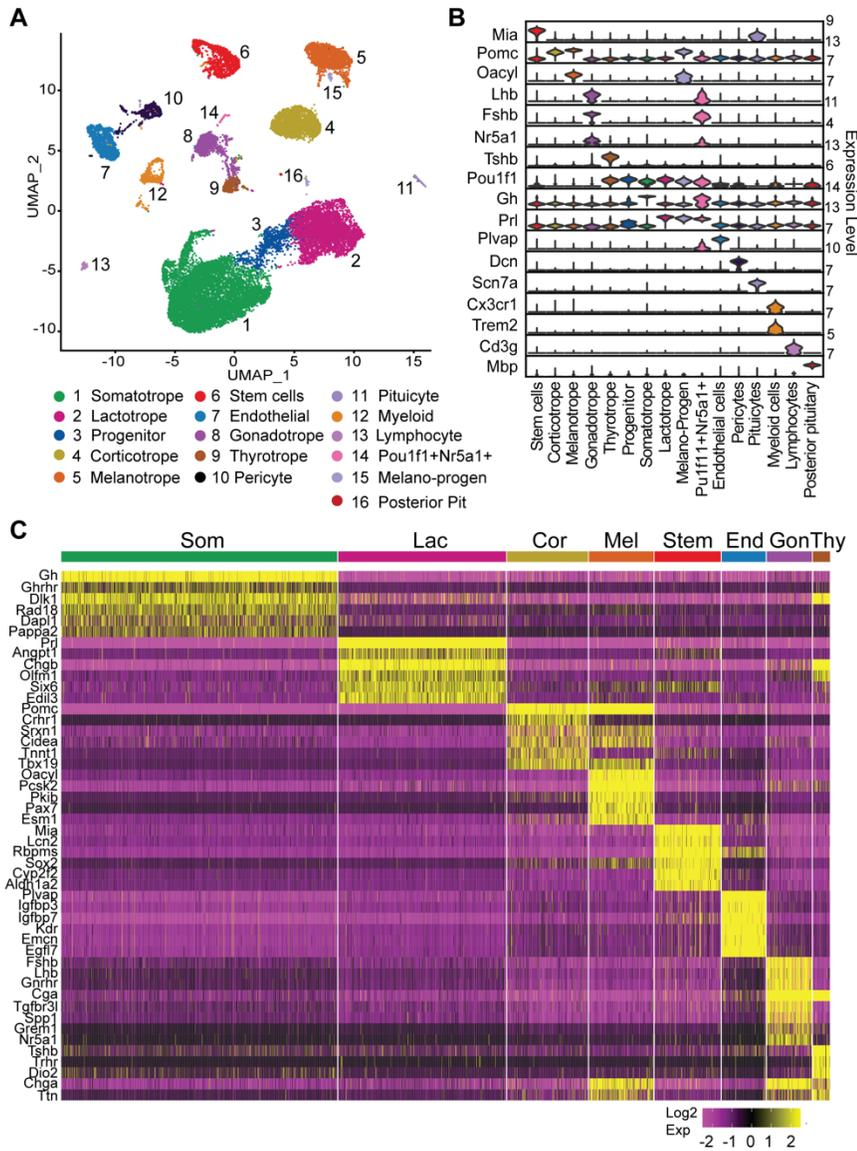 A
6
5
15
10
14
4
8
7
12
9
16
11
3
2
13
1
10
5
0
-5
-10
UMAP_2
-10
-5
0
5
10
15
UMAP_1
1 Somatotrope
2 Lactotrope
3 Progenitor
4 Corticotrope
5 Melanotrope
6 Stem cells
7 Endothelial
8 Gonadotrope
9 Thyrotrope
10 Pericyte
11 Pituicyte
12 Myeloid
13 Lymphocyte
14 Pou1f1+Nr5a1+
15 Melano-progen
16 Posterior Pit
B
Mia
Pomc
Oacyl
Lhb
Fshb
Nr5a1
Tshb
Pou1f1
Gh
Prl
Plvap
Dcn
Scn7a
Cx3cr1
Trem2
Cd3g
Mbp
9
13
7
11
4
13
6
14
13
7
10
7
7
7
5
7
Expression Level
Stem cells
Corticotrope
Melanotrope
Gonadotrope
Thyrotrope
Progenitor
Somatotrope
Lactotrope
Melano-Progen
Pu1f11+Nr5a1+
Endothelial cells
Pericytes
Pituicytes
Myeloid cells
Lymphocytes
Posterior pituitary
C
Som Lac Cor Mel Stem End Gon Thy
Gh
Ghrhr
Dlk1
Rad18
Dapl1
Pappa2
Prl
Angpt1
Chgb
Olfm1
Six6
Edil3
Pomc
Crhr1
Srxn1
Cidea
Tnnt1
Tbx19
Oacyl
Pcsk2
Pkib
Pax7
Esm1
Mia
Lcn2
Rbpms
Sox2
Cyp2f2
Aldh1a2
Plvap
Igfbp3
Igfbp7
Kdr
Emcn
Egfl7
Fshb
Lhb
Gnrhr
Cga
Tgfbr3l
Spp1
Grem1
Nr5a1
Tshb
Trhr
Dio2
Chga
Ttn
Log2
Exp
-2 -1 0 1 2